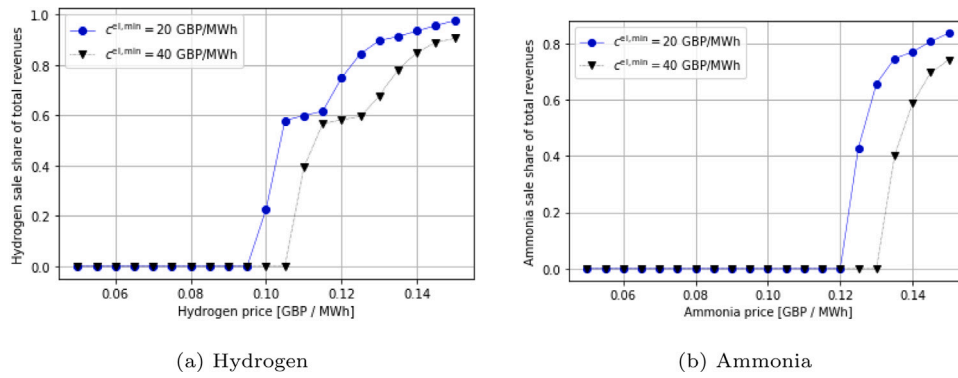 Hydrogen sale share of total revenues
1.0
0.8
0.6
0.4
0.2
0.0
c^el,min = 20 GBP/MWh
c^el,min = 40 GBP/MWh
0.06 0.08 0.10 0.12 0.14
Hydrogen price [GBP / MWh]
(a) Hydrogen
Ammonia sale share of total revenues
0.8
0.6
0.4
0.2
0.0
c^el,min = 20 GBP/MWh
c^el,min = 40 GBP/MWh
0.06 0.08 0.10 0.12 0.14
Ammonia price [GBP / MWh]
(b) Ammonia